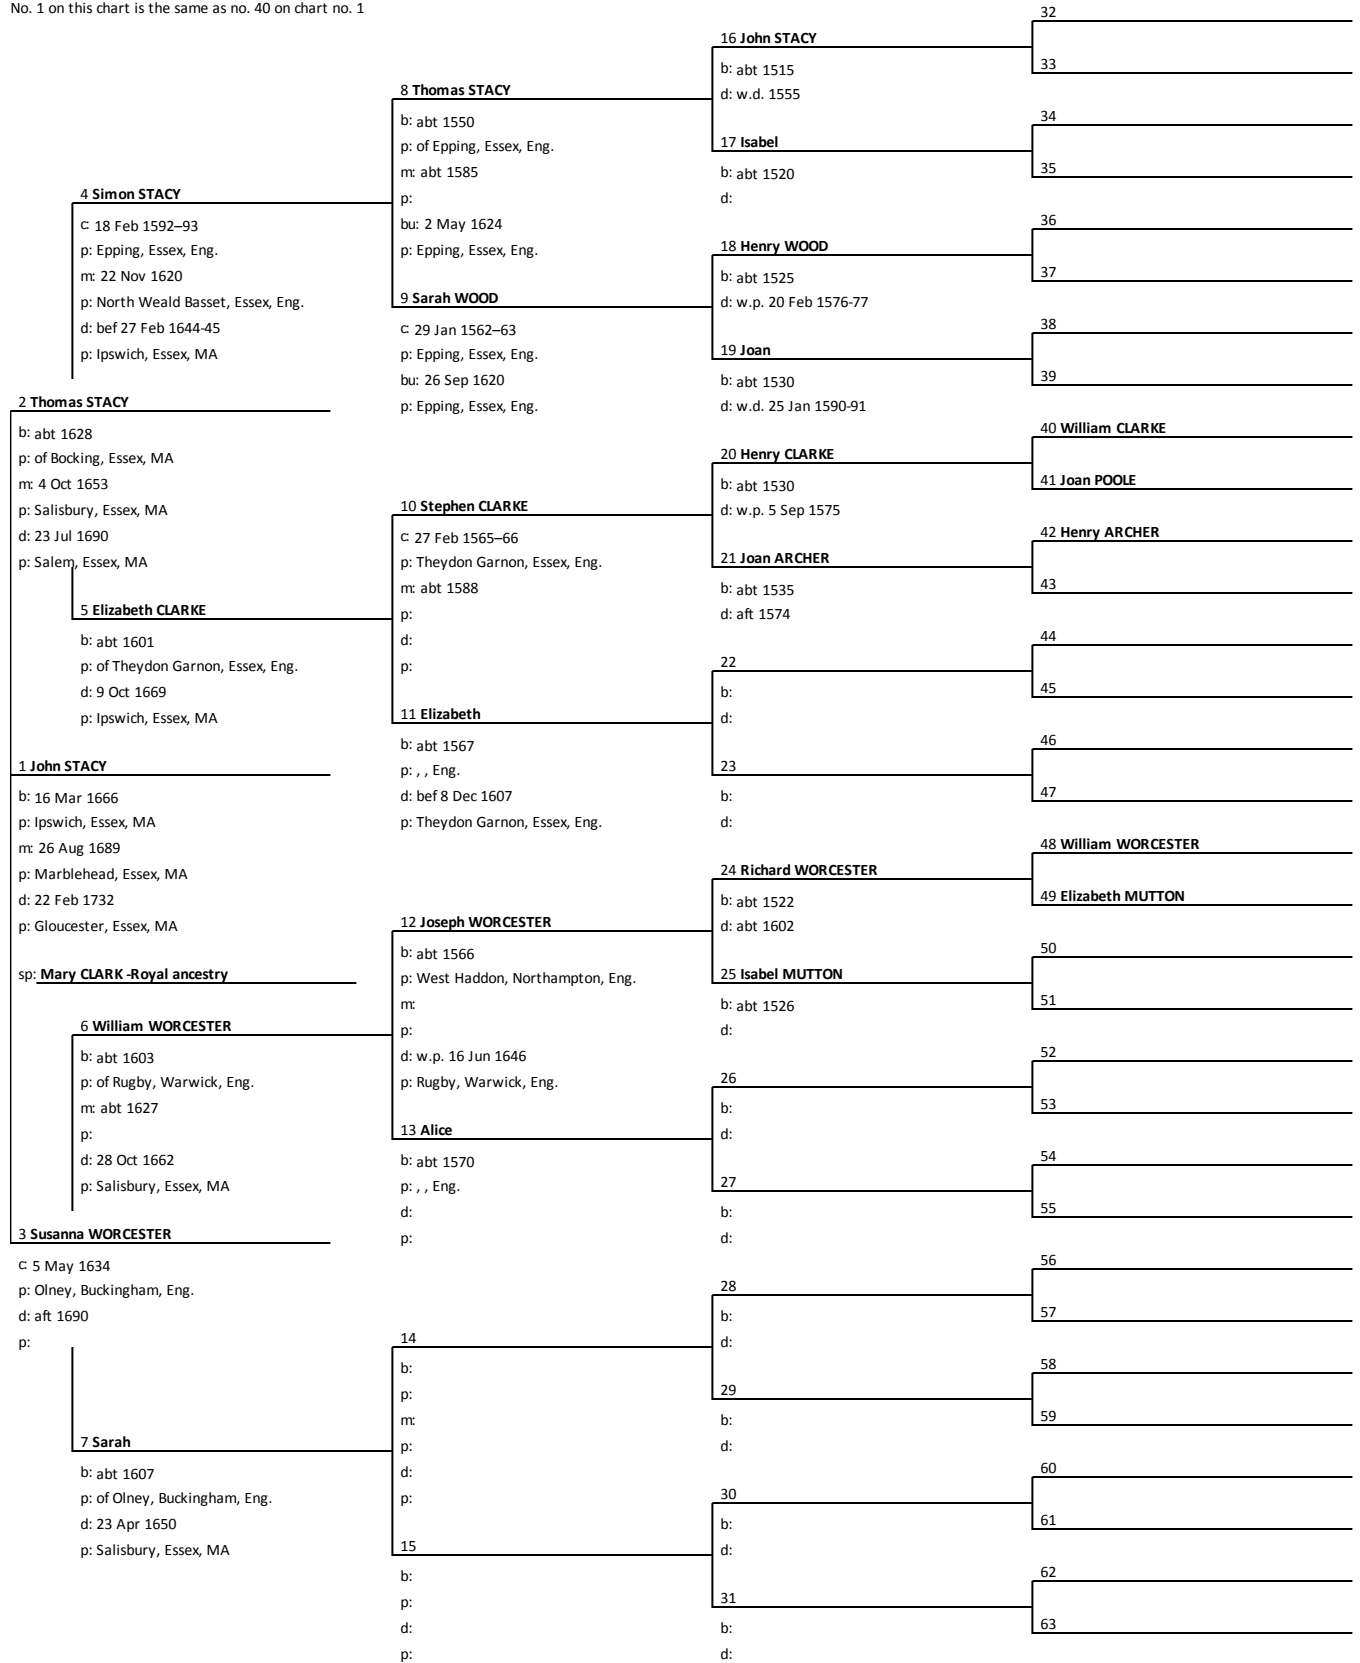 No. 1 on this chart is the same as no. 40 on chart no. 1
2 Thomas STACY
b: abt 1628
p: of Bocking, Essex, MA
m: 4 Oct 1653
p: Salisbury, Essex, MA
d: 23 Jul 1690
p: Salem, Essex, MA
1 John STACY
b: 16 Mar 1666
p: Ipswich, Essex, MA
m: 26 Aug 1689
p: Marblehead, Essex, MA
d: 22 Feb 1732
p: Gloucester, Essex, MA
sp: Mary CLARK -Royal ancestry
3 Susanna WORCESTER
c: 5 May 1634
p: Olney, Buckingham, Eng.
d: aft 1690
p:
4 Simon STACY
c: 18 Feb 1592–93
p: Epping, Essex, Eng.
m: 22 Nov 1620
p: North Weald Basset, Essex, Eng.
d: bef 27 Feb 1644-45
p: Ipswich, Essex, MA
5 Elizabeth CLARKE
b: abt 1601
p: of Theydon Garnon, Essex, Eng.
d: 9 Oct 1669
p: Ipswich, Essex, MA
6 William WORCESTER
b: abt 1603
p: of Rugby, Warwick, Eng.
m: abt 1627
p:
d: 28 Oct 1662
p: Salisbury, Essex, MA
7 Sarah
b: abt 1607
p: of Olney, Buckingham, Eng.
d: 23 Apr 1650
p: Salisbury, Essex, MA
8 Thomas STACY
b: abt 1550
p: of Epping, Essex, Eng.
m: abt 1585
p:
bu: 2 May 1624
p: Epping, Essex, Eng.
9 Sarah WOOD
c: 29 Jan 1562–63
p: Epping, Essex, Eng.
bu: 26 Sep 1620
p: Epping, Essex, Eng.
10 Stephen CLARKE
c: 27 Feb 1565–66
p: Theydon Garnon, Essex, Eng.
m: abt 1588
p:
d:
p:
11 Elizabeth
b: abt 1567
p: , , Eng.
d: bef 8 Dec 1607
p: Theydon Garnon, Essex, Eng.
12 Joseph WORCESTER
b: abt 1566
p: West Haddon, Northampton, Eng.
m:
p:
d: w.p. 16 Jun 1646
p: Rugby, Warwick, Eng.
13 Alice
b: abt 1570
p: , , Eng.
d:
p:
14
b:
p:
m:
p:
d:
p:
15
b:
p:
d:
p:
16 John STACY
b: abt 1515
d: w.d. 1555
17 Isabel
b: abt 1520
d:
18 Henry WOOD
b: abt 1525
d: w.p. 20 Feb 1576-77
19 Joan
b: abt 1530
d: w.d. 25 Jan 1590-91
20 Henry CLARKE
b: abt 1530
d: w.p. 5 Sep 1575
21 Joan ARCHER
b: abt 1535
d: aft 1574
22
b:
d:
23
b:
d:
24 Richard WORCESTER
b: abt 1522
d: abt 1602
25 Isabel MUTTON
b: abt 1526
d:
26
b:
d:
27
b:
d:
28
b:
d:
29
b:
d:
30
b:
d:
31
b:
d:
32
33
34
35
36
37
38
39
40 William CLARKE
41 Joan POOLE
42 Henry ARCHER
43
44
45
46
47
48 William WORCESTER
49 Elizabeth MUTTON
50
51
52
53
54
55
56
57
58
59
60
61
62
63